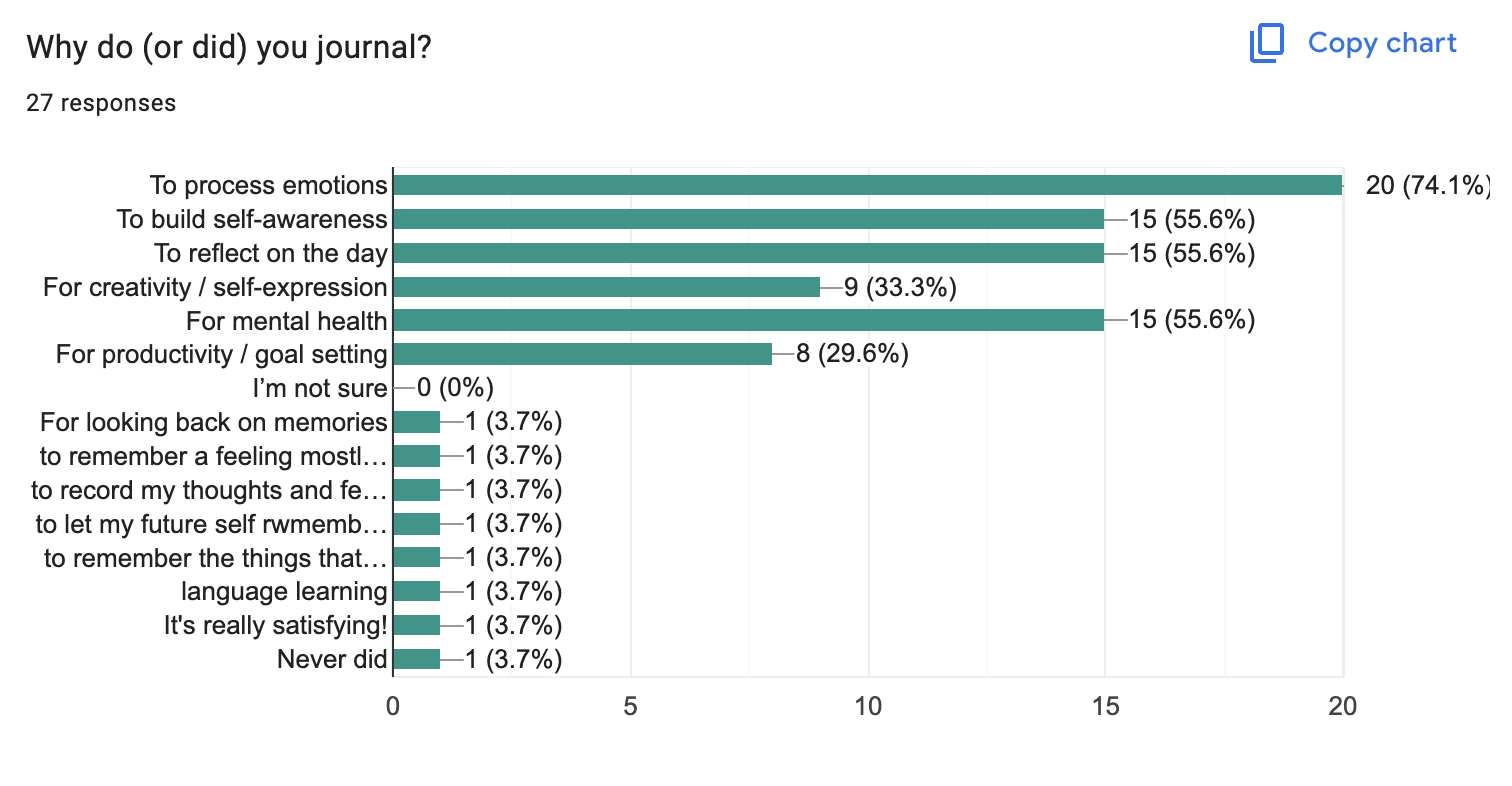 Why do (or did) you journal?
Copy chart
27 responses
To process emotions 20 (74.1%)
To build self-awareness 15 (55.6%)
To reflect on the day 15 (55.6%)
For creativity / self-expression 9 (33.3%)
For mental health 15 (55.6%)
For productivity / goal setting 8 (29.6%)
I’m not sure 0 (0%)
For looking back on memories 1 (3.7%)
to remember a feeling mostl… 1 (3.7%)
to record my thoughts and fe… 1 (3.7%)
to let my future self rwmemb… 1 (3.7%)
to remember the things that… 1 (3.7%)
language learning 1 (3.7%)
It's really satisfying! 1 (3.7%)
Never did 1 (3.7%)
0 5 10 15 20